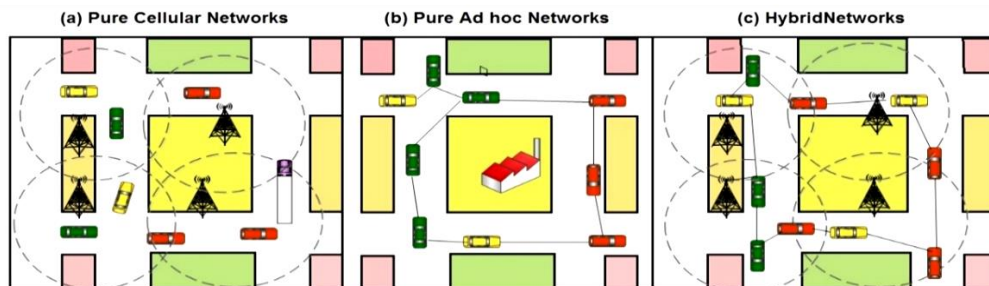 (a) Pure Cellular Networks
(b) Pure Ad hoc Networks
(c) HybridNetworks